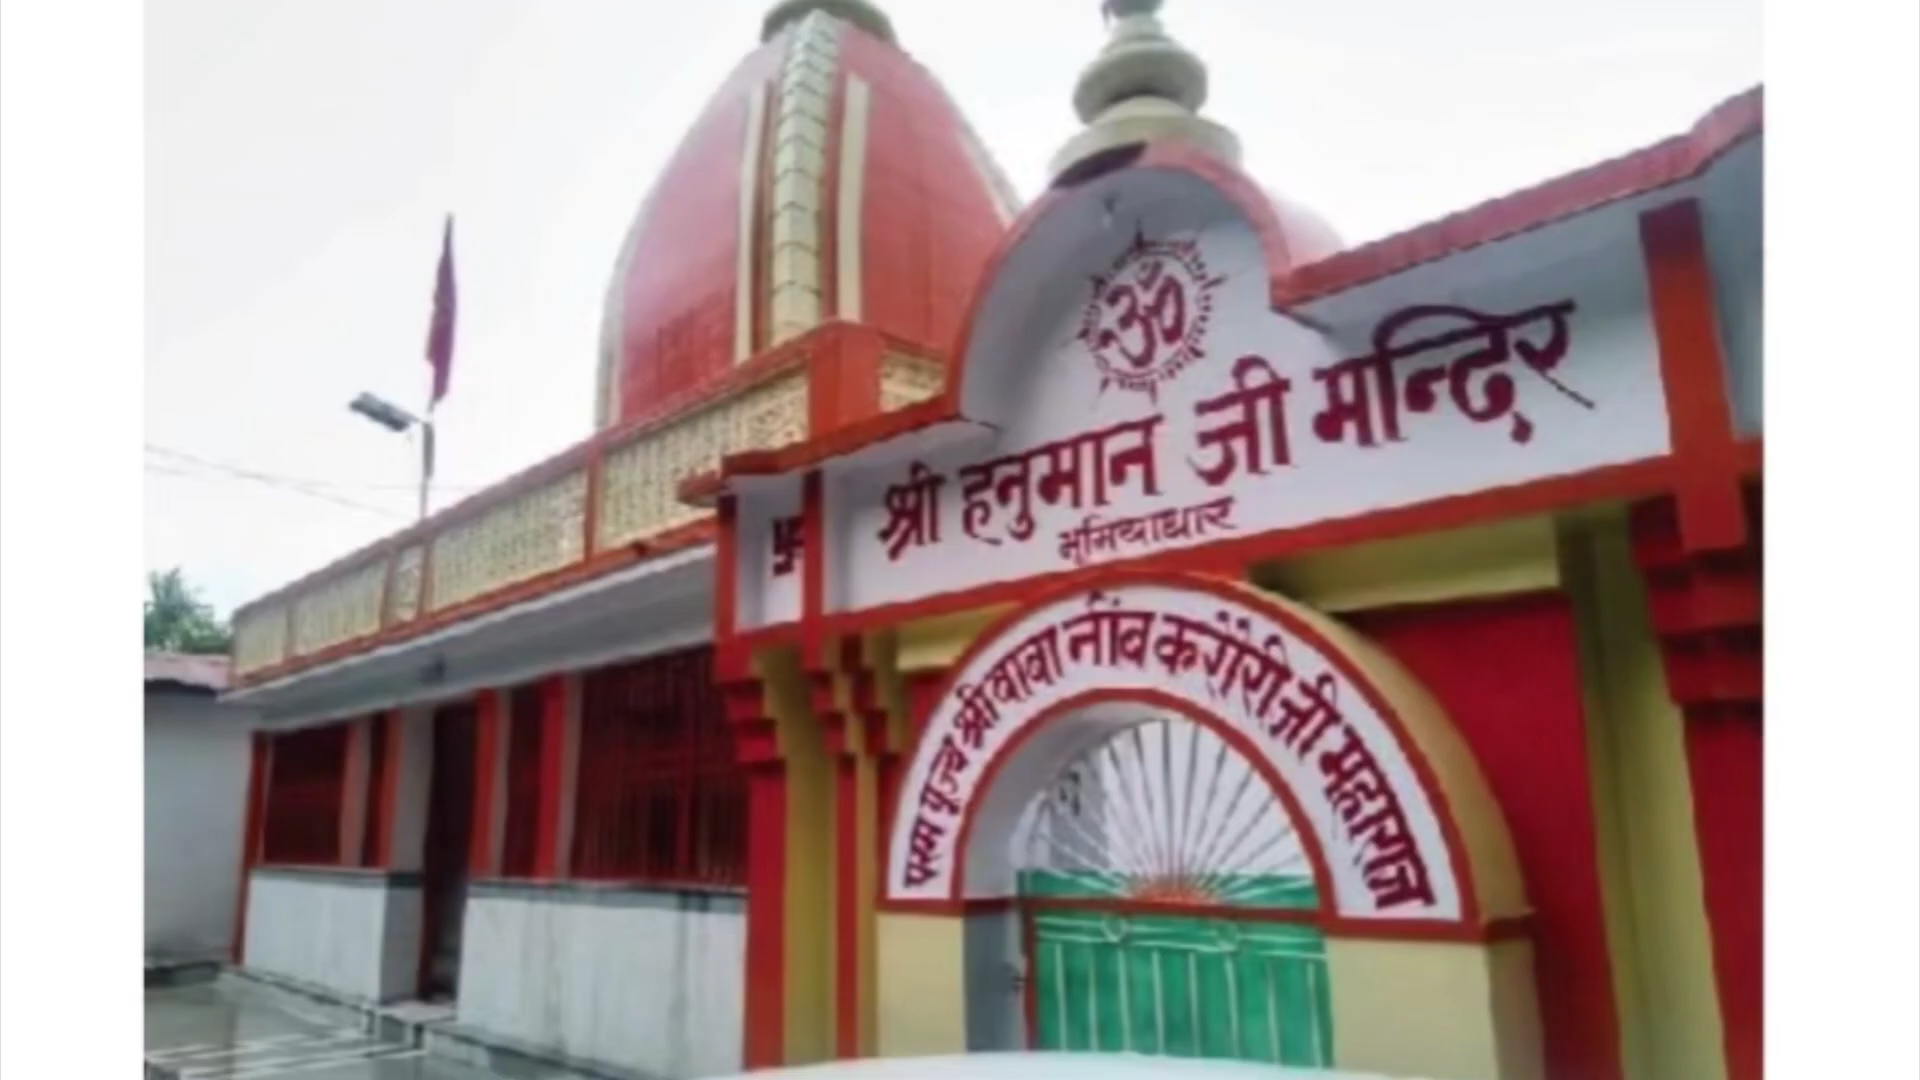 ॐ
श्री हनुमान जी मन्दिर
भूमियाधार
परम पूज्य श्री बाबा नींब करोरी जी महाराज